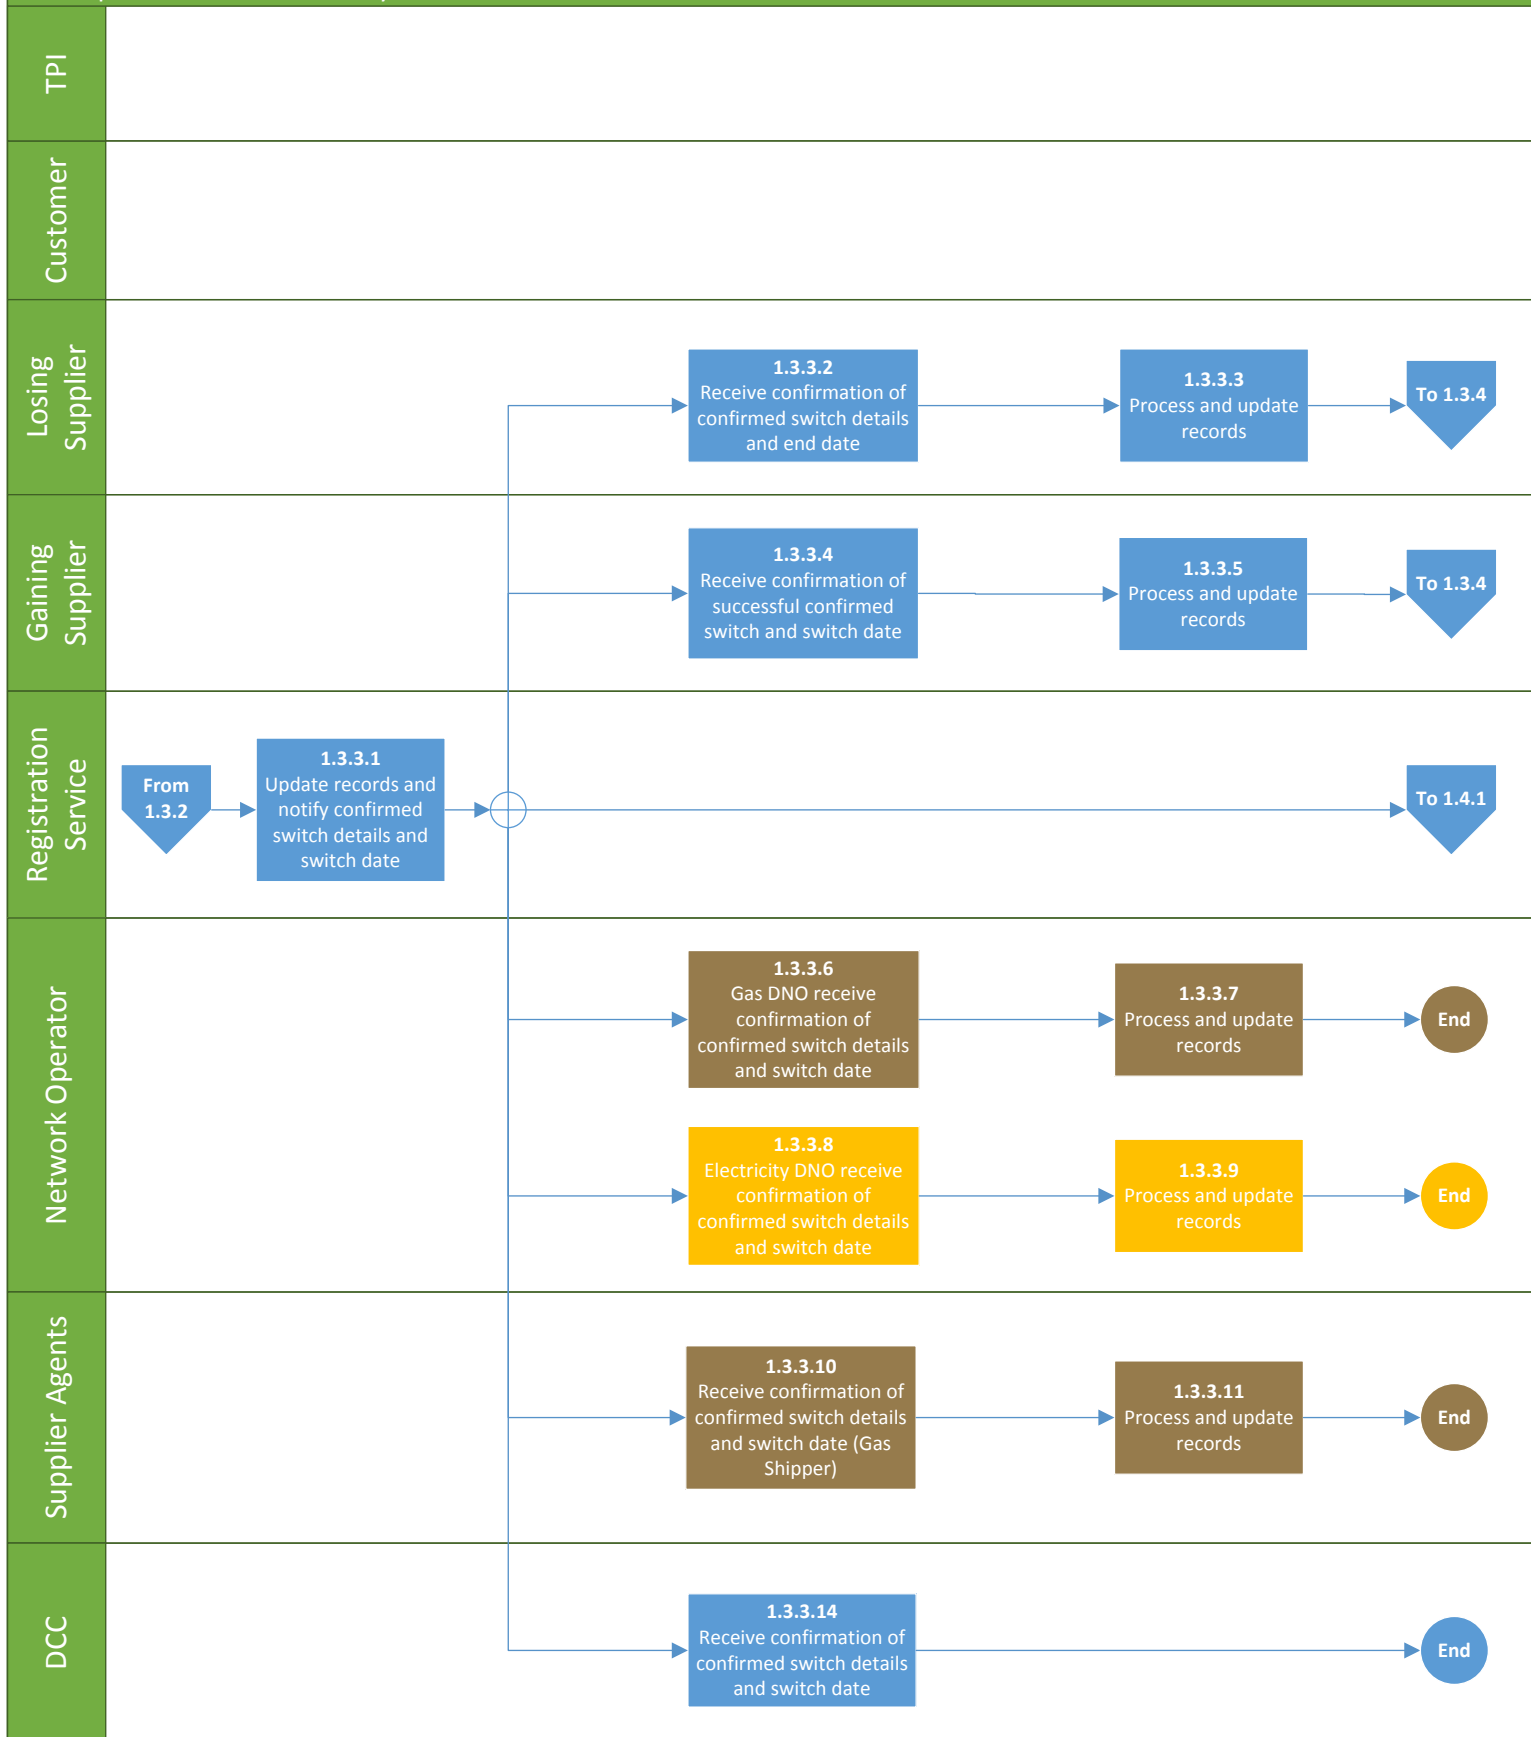 TPI
Customer
Losing
Supplier
1.3.3.2
Receive confirmation of
confirmed switch details
and end date
1.3.3.3
Process and update
records
To 1.3.4
Gaining
Supplier
1.3.3.4
Receive confirmation of
successful confirmed
switch and switch date
1.3.3.5
Process and update
records
To 1.3.4
Registration
Service
From
1.3.2
1.3.3.1
Update records and
notify confirmed
switch details and
switch date
To 1.4.1
Network Operator
1.3.3.6
Gas DNO receive
confirmation of
confirmed switch details
and switch date
1.3.3.7
Process and update
records
End
1.3.3.8
Electricity DNO receive
confirmation of
confirmed switch details
and switch date
1.3.3.9
Process and update
records
End
Supplier Agents
1.3.3.10
Receive confirmation of
confirmed switch details
and switch date (Gas
Shipper)
1.3.3.11
Process and update
records
End
DCC
1.3.3.14
Receive confirmation of
confirmed switch details
and switch date
End